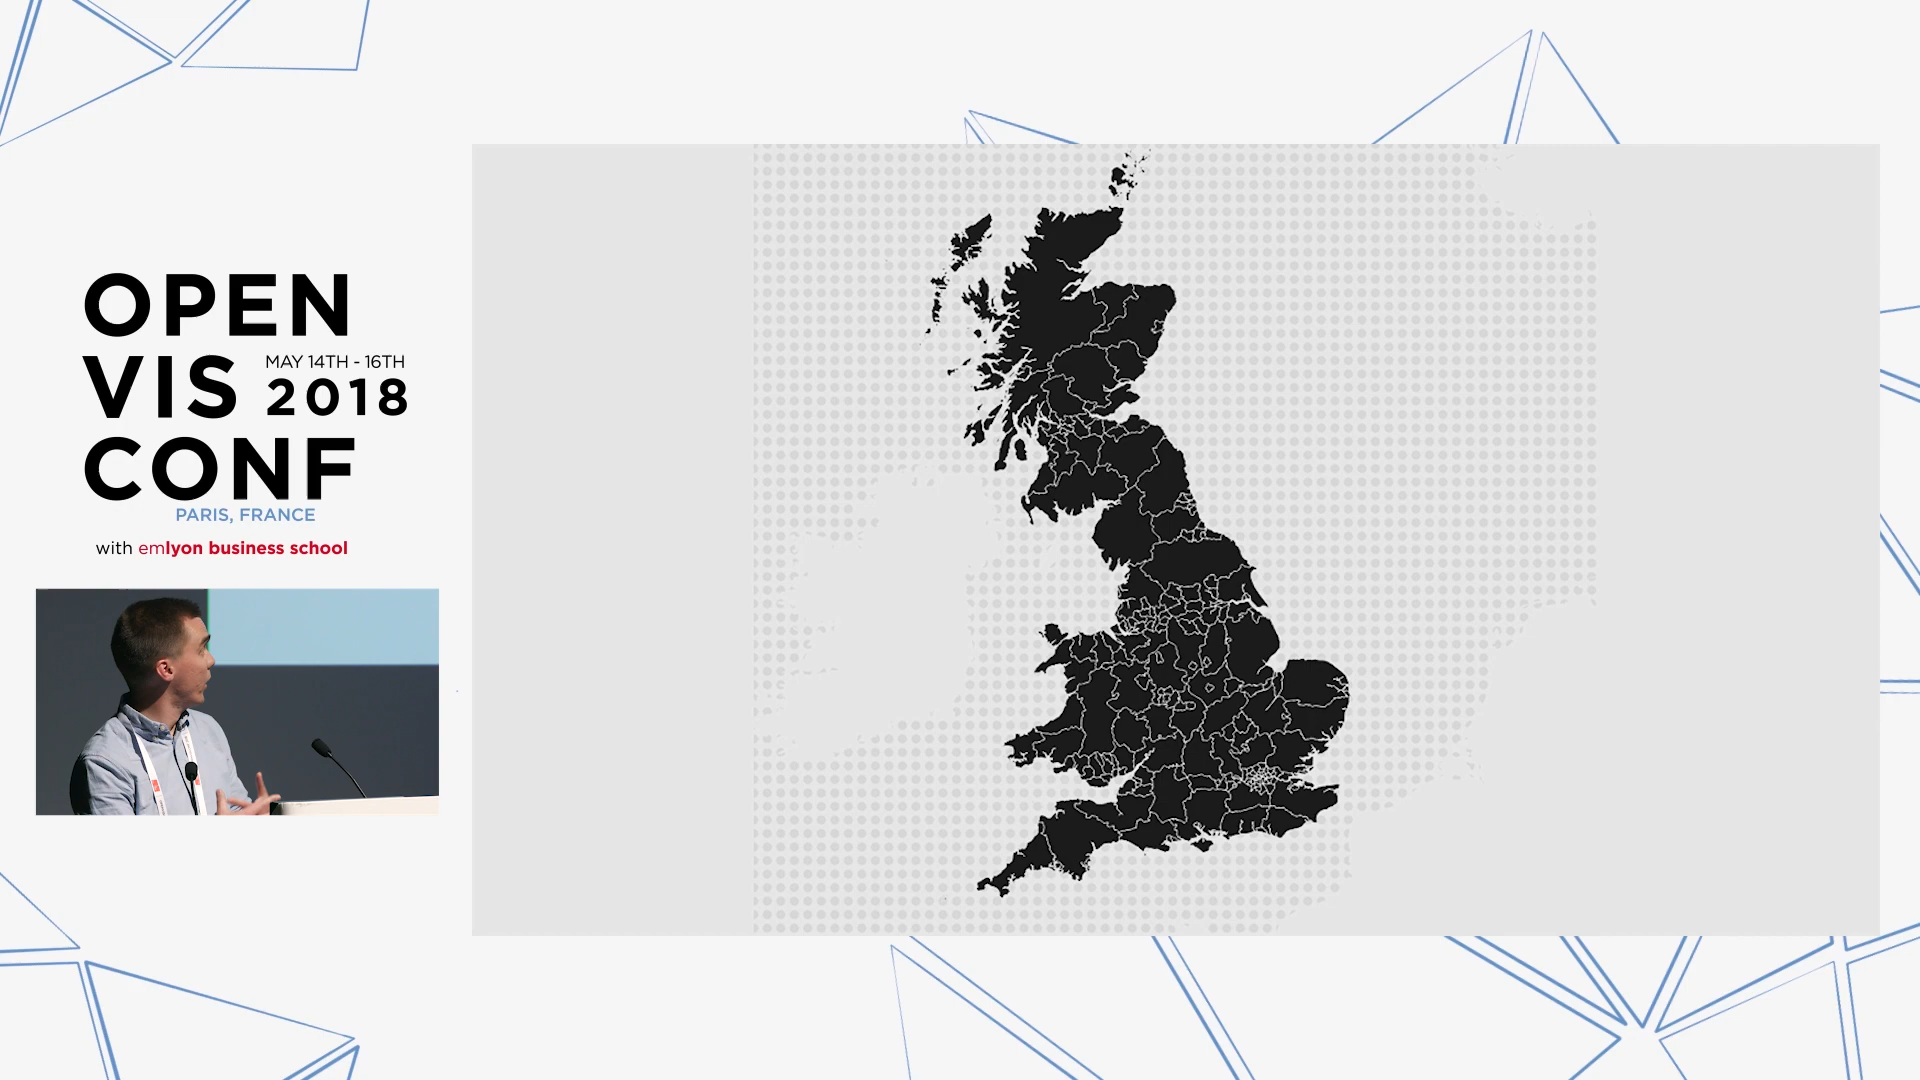 OPEN
VIS
MAY 14TH - 16TH
2018
CONF
PARIS, FRANCE
with emlyon business school